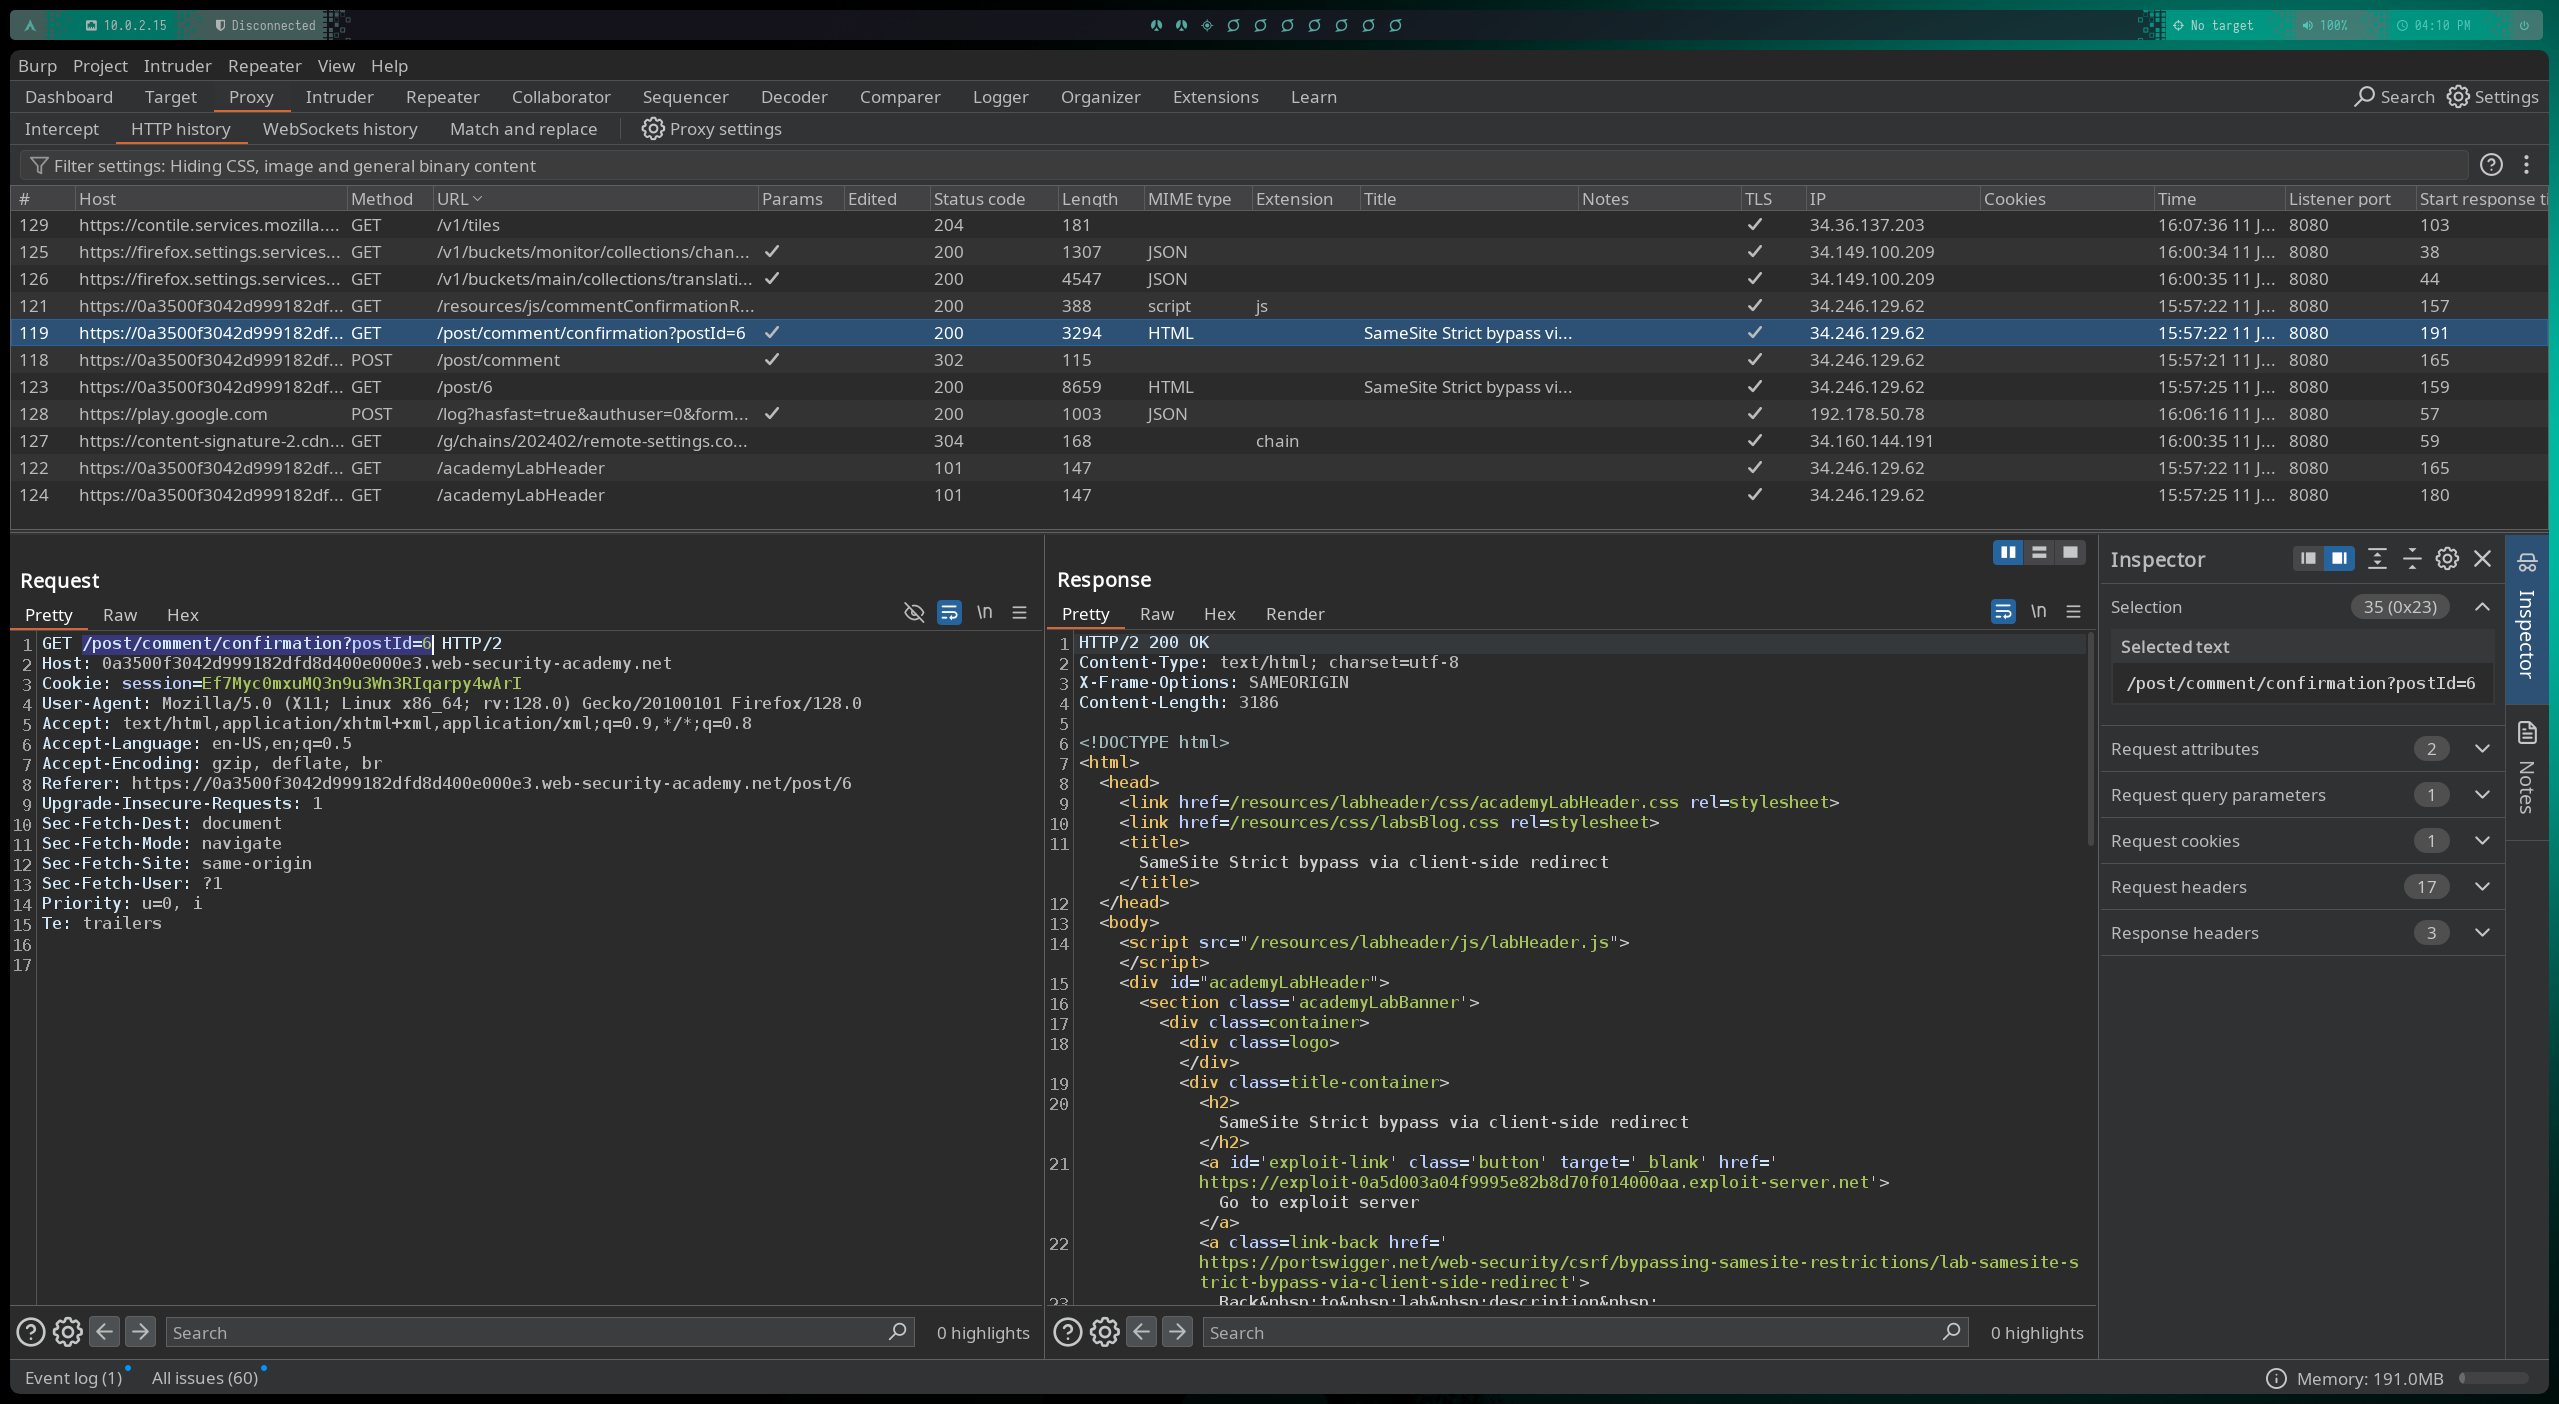 10.0.2.15 Disconnected No target 100% 04:10 PM
Burp Project Intruder Repeater View Help
Dashboard Target Proxy Intruder Repeater Collaborator Sequencer Decoder Comparer Logger Organizer Extensions Learn Search Settings
Intercept HTTP history WebSockets history Match and replace Proxy settings
Filter settings: Hiding CSS, image and general binary content
# Host Method URL Params Edited Status code Length MIME type Extension Title Notes TLS IP Cookies Time Listener port Start response ti
129 https://contile.services.mozilla.... GET /v1/tiles 204 181 ✓ 34.36.137.203 16:07:36 11 J... 8080 103
125 https://firefox.settings.services... GET /v1/buckets/monitor/collections/chan... ✓ 200 1307 JSON ✓ 34.149.100.209 16:00:34 11 J... 8080 38
126 https://firefox.settings.services... GET /v1/buckets/main/collections/translati... ✓ 200 4547 JSON ✓ 34.149.100.209 16:00:35 11 J... 8080 44
121 https://0a3500f3042d999182df... GET /resources/js/commentConfirmationR... 200 388 script js ✓ 34.246.129.62 15:57:22 11 J... 8080 157
119 https://0a3500f3042d999182df... GET /post/comment/confirmation?postId=6 ✓ 200 3294 HTML SameSite Strict bypass vi... ✓ 34.246.129.62 15:57:22 11 J... 8080 191
118 https://0a3500f3042d999182df... POST /post/comment ✓ 302 115 ✓ 34.246.129.62 15:57:21 11 J... 8080 165
123 https://0a3500f3042d999182df... GET /post/6 200 8659 HTML SameSite Strict bypass vi... ✓ 34.246.129.62 15:57:25 11 J... 8080 159
128 https://play.google.com POST /log?hasfast=true&authuser=0&form... ✓ 200 1003 JSON ✓ 192.178.50.78 16:06:16 11 J... 8080 57
127 https://content-signature-2.cdn... GET /g/chains/202402/remote-settings.co... 304 168 chain ✓ 34.160.144.191 16:00:35 11 J... 8080 59
122 https://0a3500f3042d999182df... GET /academyLabHeader 101 147 ✓ 34.246.129.62 15:57:22 11 J... 8080 165
124 https://0a3500f3042d999182df... GET /academyLabHeader 101 147 ✓ 34.246.129.62 15:57:25 11 J... 8080 180
Request
Pretty Raw Hex \n
1 GET /post/comment/confirmation?postId=6 HTTP/2
2 Host: 0a3500f3042d999182dfd8d400e000e3.web-security-academy.net
3 Cookie: session=Ef7Myc0mxuMQ3n9u3Wn3RIqarpy4wArI
4 User-Agent: Mozilla/5.0 (X11; Linux x86_64; rv:128.0) Gecko/20100101 Firefox/128.0
5 Accept: text/html,application/xhtml+xml,application/xml;q=0.9,*/*;q=0.8
6 Accept-Language: en-US,en;q=0.5
7 Accept-Encoding: gzip, deflate, br
8 Referer: https://0a3500f3042d999182dfd8d400e000e3.web-security-academy.net/post/6
9 Upgrade-Insecure-Requests: 1
10 Sec-Fetch-Dest: document
11 Sec-Fetch-Mode: navigate
12 Sec-Fetch-Site: same-origin
13 Sec-Fetch-User: ?1
14 Priority: u=0, i
15 Te: trailers
16
17
Search 0 highlights
Response
Pretty Raw Hex Render \n
1 HTTP/2 200 OK
2 Content-Type: text/html; charset=utf-8
3 X-Frame-Options: SAMEORIGIN
4 Content-Length: 3186
5
6 <!DOCTYPE html>
7 <html>
8 <head>
9 <link href=/resources/labheader/css/academyLabHeader.css rel=stylesheet>
10 <link href=/resources/css/labsBlog.css rel=stylesheet>
11 <title>
SameSite Strict bypass via client-side redirect
</title>
12 </head>
13 <body>
14 <script src="/resources/labheader/js/labHeader.js">
</script>
15 <div id="academyLabHeader">
16 <section class='academyLabBanner'>
17 <div class=container>
18 <div class=logo>
</div>
19 <div class=title-container>
20 <h2>
SameSite Strict bypass via client-side redirect
</h2>
21 <a id='exploit-link' class='button' target='_blank' href='
https://exploit-0a5d003a04f9995e82b8d70f014000aa.exploit-server.net'>
Go to exploit server
</a>
22 <a class=link-back href='
https://portswigger.net/web-security/csrf/bypassing-samesite-restrictions/lab-samesite-s
trict-bypass-via-client-side-redirect'>
23 Back&nbsp;to&nbsp;lab&nbsp;description&nbsp;
Search 0 highlights
Inspector
Selection 35 (0x23)
Selected text
/post/comment/confirmation?postId=6
Request attributes 2
Request query parameters 1
Request cookies 1
Request headers 17
Response headers 3
Inspector
Notes
Event log (1) All issues (60) Memory: 191.0MB